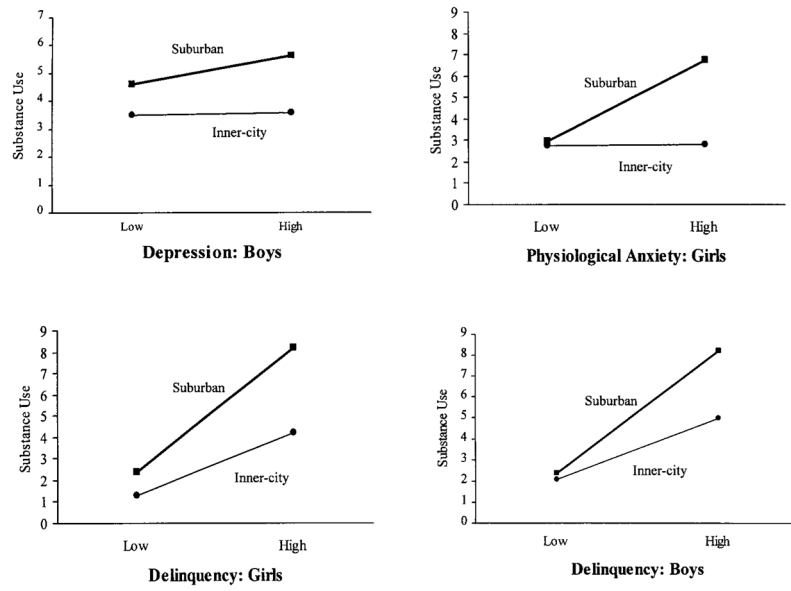 7
6
5
4
3
2
1
0
Substance Use
Suburban
Inner-city
Low
High
Depression: Boys
9
8
7
6
5
4
3
2
1
0
Substance Use
Suburban
Inner-city
Low
High
Physiological Anxiety: Girls
9
8
7
6
5
4
3
2
1
0
Substance Use
Suburban
Inner-city
Low
High
Delinquency: Girls
9
8
7
6
5
4
3
2
1
0
Substance Use
Suburban
Inner-city
Low
High
Delinquency: Boys